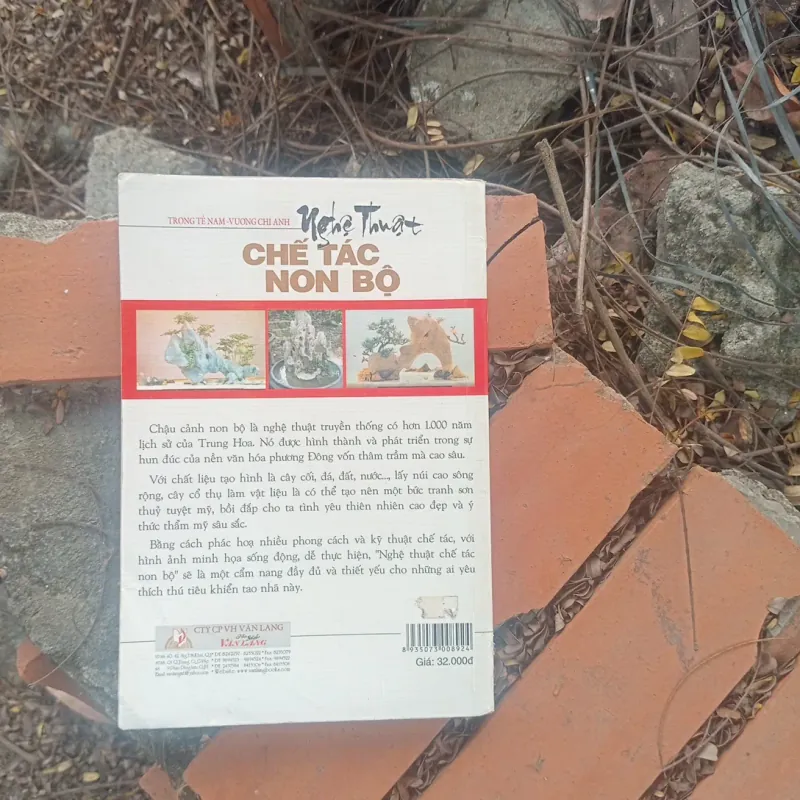 TRỌNG TẾ NAM-VƯƠNG CHI ANH
Nghệ Thuật
CHẾ TÁC
NON BỘ
Chậu cảnh non bộ là nghệ thuật truyền thống có hơn 1.000 năm
lịch sử của Trung Hoa. Nó được hình thành và phát triển trong sự
hun đúc của nền văn hóa phương Đông vốn thâm trầm mà cao sâu.
Với chất liệu tạo hình là cây cối, đá, đất, nước..., lấy núi cao sông
rộng, cây cổ thụ làm vật liệu là có thể tạo nên một bức tranh sơn
thuỷ tuyệt mỹ, bồi đắp cho ta tình yêu thiên nhiên cao đẹp và ý
thức thẩm mỹ sâu sắc.
Bằng cách phác hoạ nhiều phong cách và kỹ thuật chế tác, với
hình ảnh minh họa sống động, dễ thực hiện, "Nghệ thuật chế tác
non bộ" sẽ là một cẩm nang đầy đủ và thiết yếu cho những ai yêu
thích thú tiêu khiển tao nhã này.
CTY CP VH VĂN LANG
VĂN LANG
8 935073 008924
Giá: 32.000đ